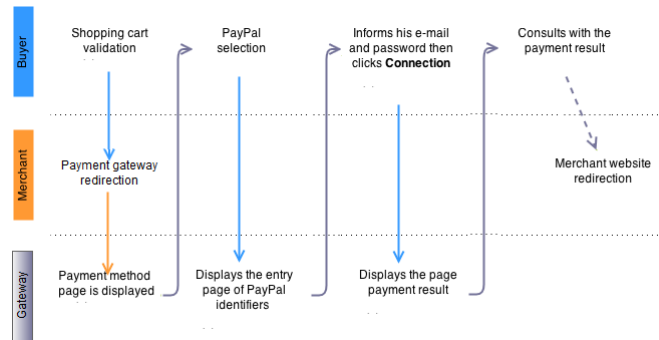 Buyer
Shopping cart
validation
PayPal
selection
Informs his e-mail
and password then
clicks Connection
Consults with the
payment result
Merchant
Payment gateway
redirection
Merchant website
redirection
Gateway
Payment method
page is displayed
Displays the entry
page of PayPal
identifiers
Displays the page
payment result